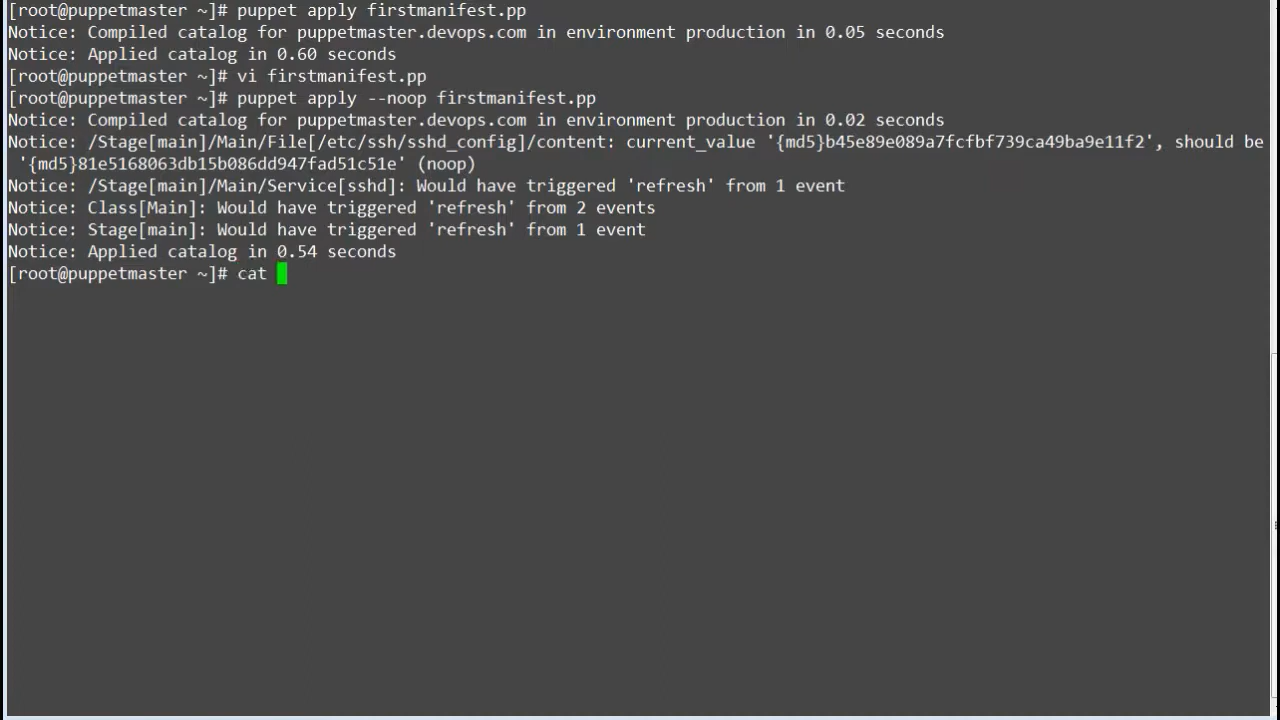 [root@puppetmaster ~]# puppet apply firstmanifest.pp
Notice: Compiled catalog for puppetmaster.devops.com in environment production in 0.05 seconds
Notice: Applied catalog in 0.60 seconds
[root@puppetmaster ~]# vi firstmanifest.pp
[root@puppetmaster ~]# puppet apply --noop firstmanifest.pp
Notice: Compiled catalog for puppetmaster.devops.com in environment production in 0.02 seconds
Notice: /Stage[main]/Main/File[/etc/ssh/sshd_config]/content: current_value '{md5}b45e89e089a7fcfbf739ca49ba9e11f2', should be
'{md5}81e5168063db15b086dd947fad51c51e' (noop)
Notice: /Stage[main]/Main/Service[sshd]: Would have triggered 'refresh' from 1 event
Notice: Class[Main]: Would have triggered 'refresh' from 2 events
Notice: Stage[main]: Would have triggered 'refresh' from 1 event
Notice: Applied catalog in 0.54 seconds
[root@puppetmaster ~]# cat